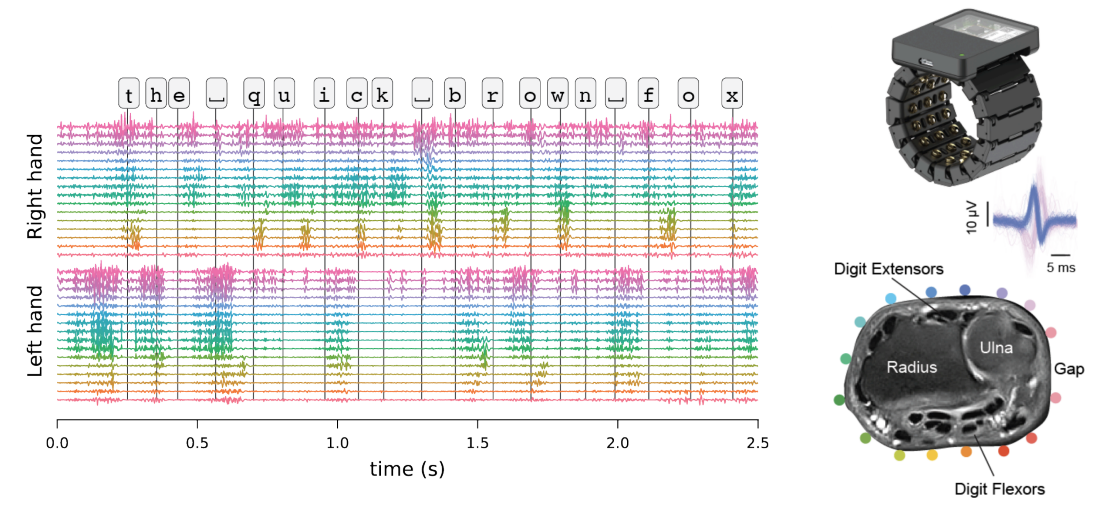 t h e ␣ q u i c k ␣ b r o w n ␣ f o x
Right hand
Left hand
0.0 0.5 1.0 1.5 2.0 2.5
time (s)
10 μV
5 ms
Digit Extensors
Radius
Ulna
Gap
Digit Flexors